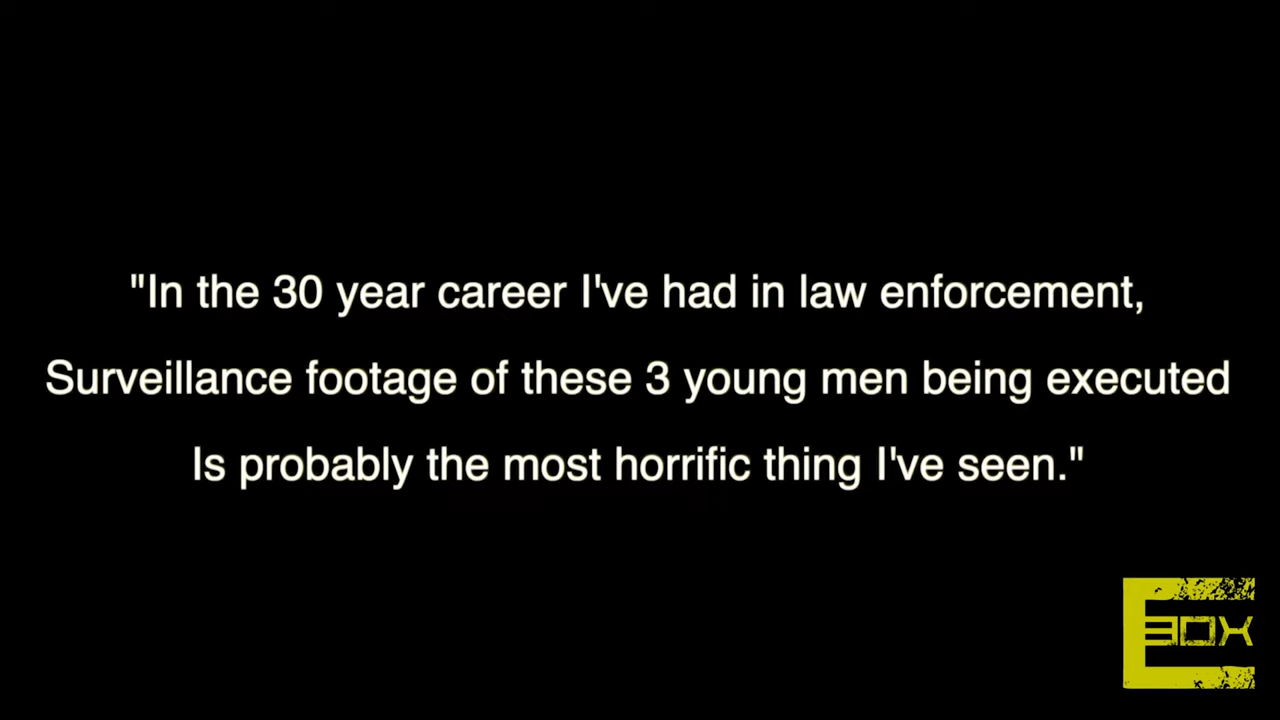 "In the 30 year career I've had in law enforcement,
Surveillance footage of these 3 young men being executed
Is probably the most horrific thing I've seen."
E
BOX